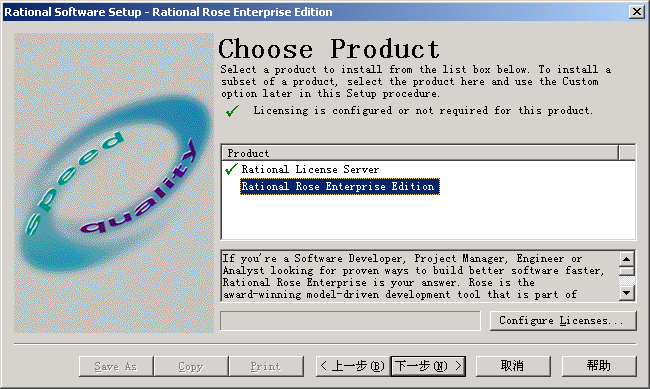 Rational Software Setup - Rational Rose Enterprise Edition
Choose Product
Select a product to install from the list box below. To install a
subset of a product, select the product here and use the Custom
option later in this Setup procedure.
Licensing is configured or not required for this product.
speed
quality
Product
Rational License Server
Rational Rose Enterprise Edition
If you're a Software Developer, Project Manager, Engineer or
Analyst looking for proven ways to build better software faster,
Rational Rose Enterprise is your answer. Rose is the
award-winning model-driven development tool that is part of
Configure Licenses...
Save As
Copy
Print
< 上一步(B)
下一步(N) >
取消
帮助